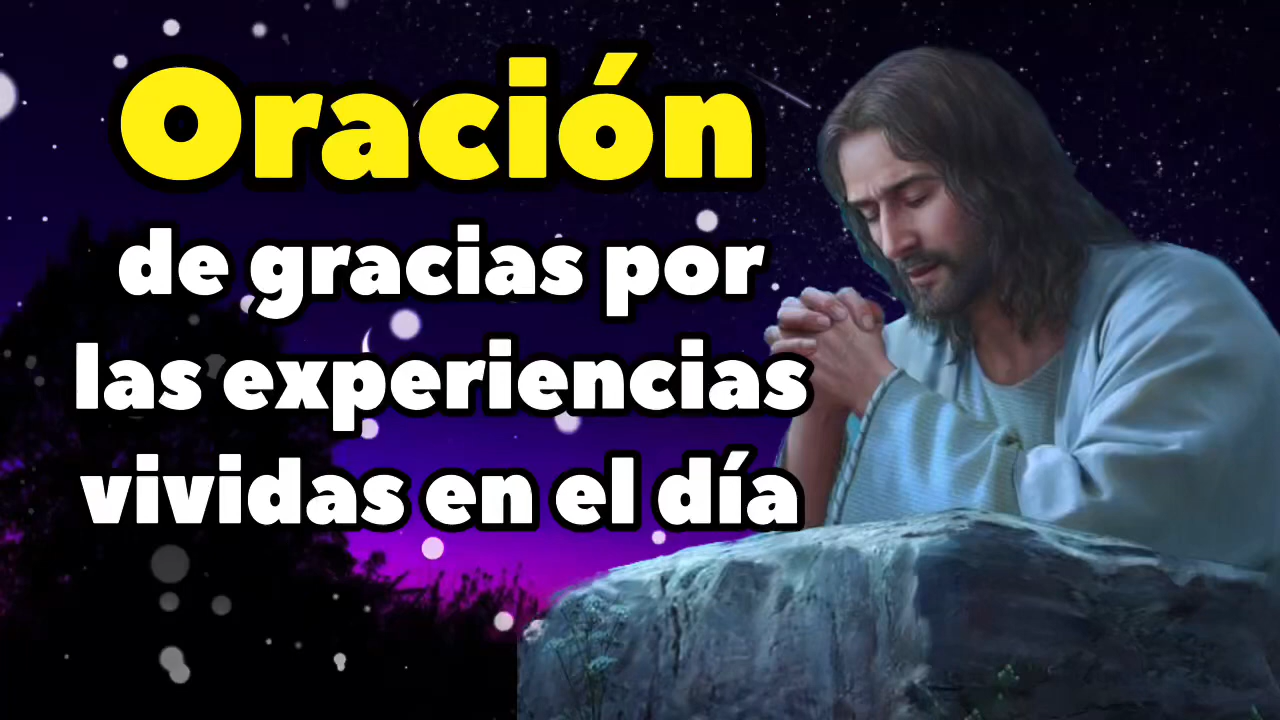 Oración
de gracias por
las experiencias
vividas en el día